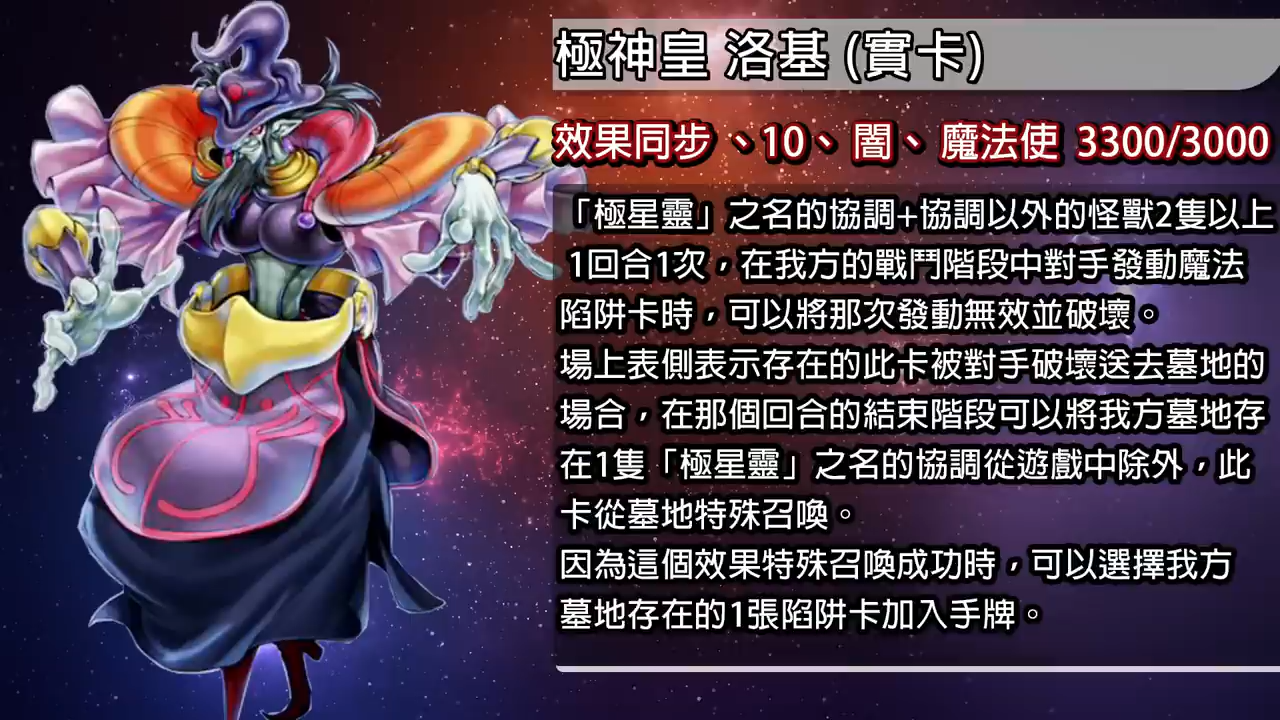 極神皇 洛基 (實卡)
效果同步 、10、 闇、 魔法使 3300/3000
「極星靈」之名的協調+協調以外的怪獸2隻以上
1回合1次，在我方的戰鬥階段中對手發動魔法
陷阱卡時，可以將那次發動無效並破壞。
場上表側表示存在的此卡被對手破壞送去墓地的
場合，在那個回合的結束階段可以將我方墓地存
在1隻「極星靈」之名的協調從遊戲中除外，此
卡從墓地特殊召喚。
因為這個效果特殊召喚成功時，可以選擇我方
墓地存在的1張陷阱卡加入手牌。